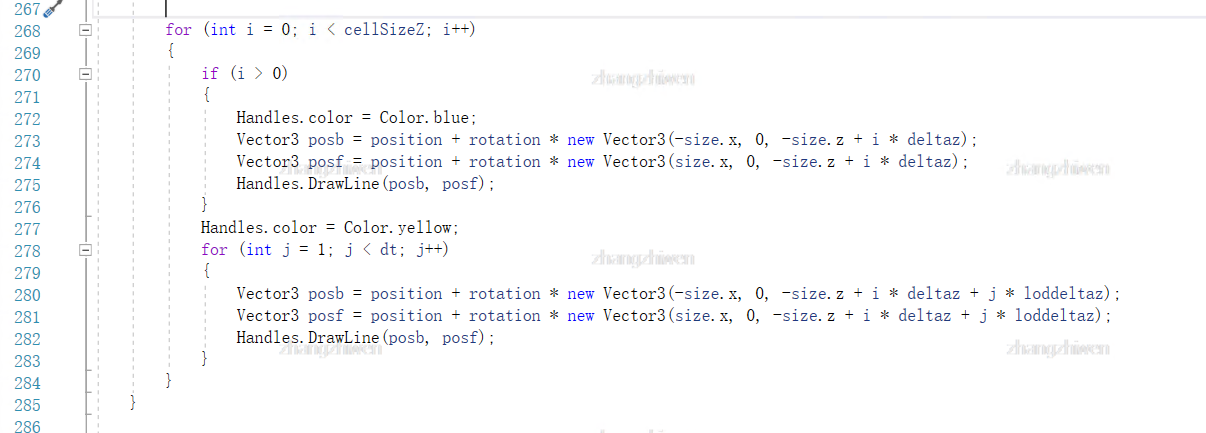 267
268 for (int i = 0; i < cellSizeZ; i++)
269 {
270 if (i > 0)
271 {
272 Handles.color = Color.blue;
273 Vector3 posb = position + rotation * new Vector3(-size.x, 0, -size.z + i * deltaz);
274 Vector3 posf = position + rotation * new Vector3(size.x, 0, -size.z + i * deltaz);
275 Handles.DrawLine(posb, posf);
276 }
277 Handles.color = Color.yellow;
278 for (int j = 1; j < dt; j++)
279 {
280 Vector3 posb = position + rotation * new Vector3(-size.x, 0, -size.z + i * deltaz + j * loddeltaz);
281 Vector3 posf = position + rotation * new Vector3(size.x, 0, -size.z + i * deltaz + j * loddeltaz);
282 Handles.DrawLine(posb, posf);
283 }
284 }
285 }
286